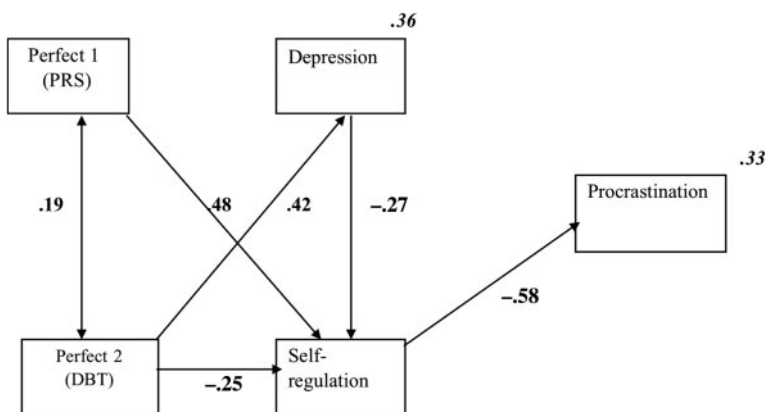 .36
Perfect 1
(PRS)
Depression
.33
Procrastination
.19
.48
.42
–.27
–.58
Perfect 2
(DBT)
Self-
regulation
–.25